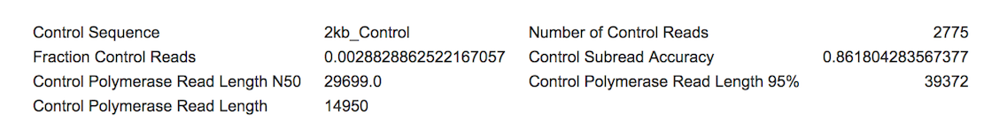 Control Sequence 2kb_Control Number of Control Reads 2775
Fraction Control Reads 0.0028828862522167057 Control Subread Accuracy 0.861804283567377
Control Polymerase Read Length N50 29699.0 Control Polymerase Read Length 95% 39372
Control Polymerase Read Length 14950